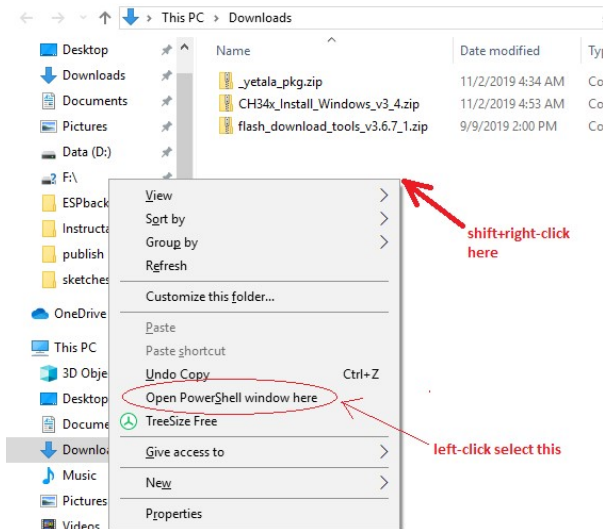 This PC > Downloads
Name
Date modified
Desktop
Downloads
Documents
Pictures
Data (D:)
F:\
ESPback
Instructa
publish
sketches
OneDrive
This PC
3D Obje
Desktop
Docume
Downloa
Music
Pictures
Videos
_yetala_pkg.zip 11/2/2019 4:34 AM Co
CH34x_Install_Windows_v3_4.zip 11/2/2019 4:53 AM Co
flash_download_tools_v3.6.7_1.zip 9/9/2019 2:00 PM Co
View
Sort by
Group by
Refresh
Customize this folder...
Paste
Paste shortcut
Undo Copy Ctrl+Z
Open PowerShell window here
TreeSize Free
Give access to
New
Properties
shift+right-click
here
left-click select this